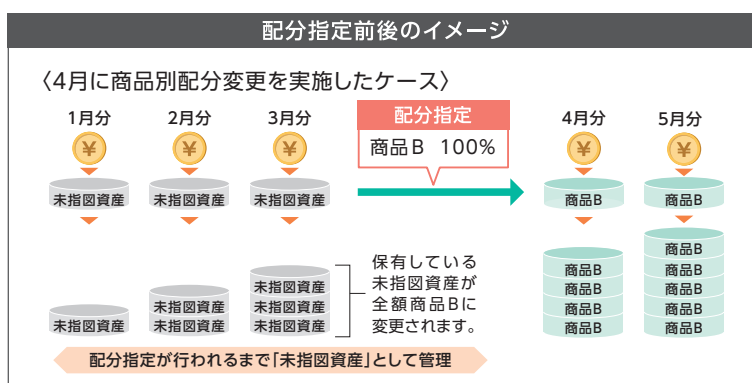 配分指定前後のイメージ
〈4月に商品別配分変更を実施したケース〉
1月分 2月分 3月分 配分指定 4月分 5月分
¥ ¥ ¥ 商品B 100% ¥ ¥
未指図資産 未指図資産 未指図資産 商品B 商品B
未指図資産
未指図資産
未指図資産
未指図資産
未指図資産
未指図資産
保有している
未指図資産が
全額商品Bに
変更されます。
商品B
商品B
商品B
商品B
商品B
商品B
商品B
商品B
商品B
配分指定が行われるまで「未指図資産」として管理